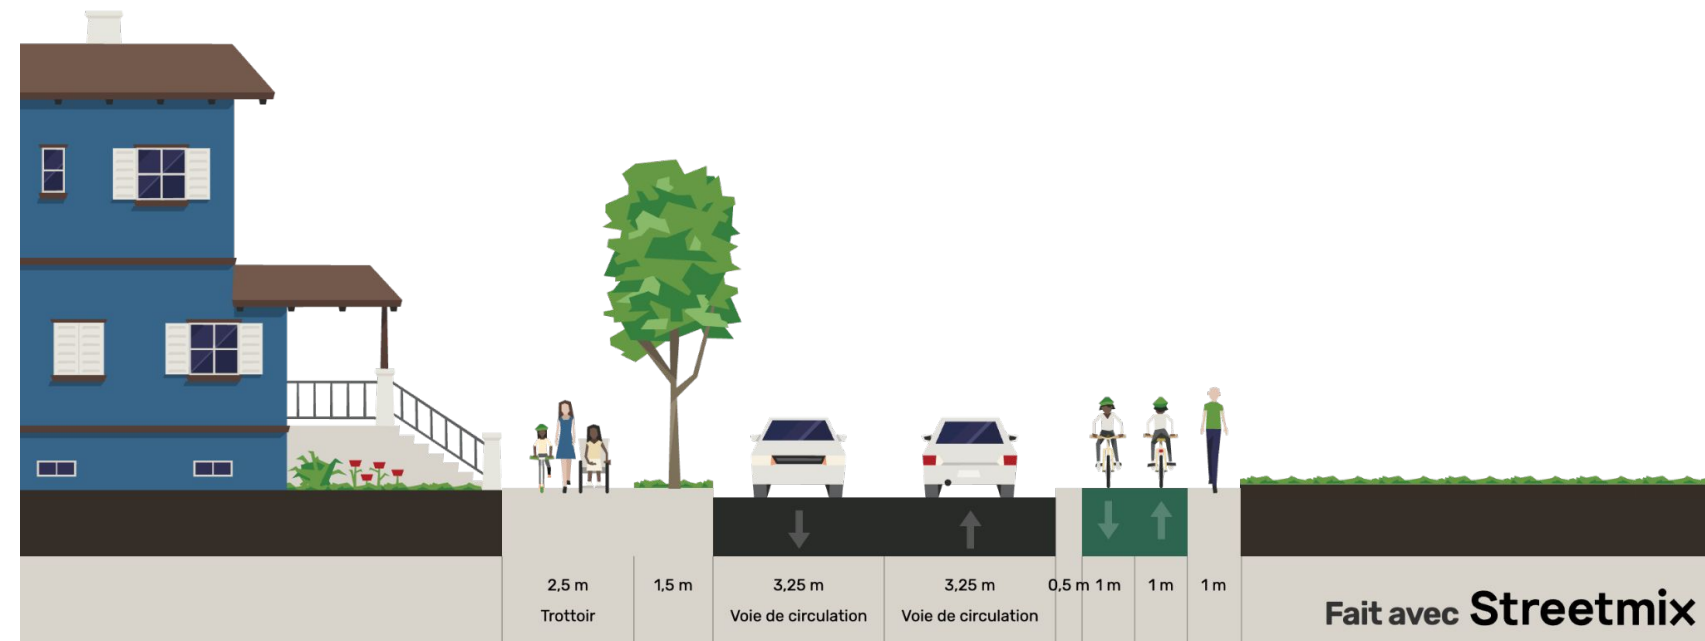 2,5 m
Trottoir
1,5 m
3,25 m
Voie de circulation
3,25 m
Voie de circulation
0,5 m
1 m
1 m
1 m
Fait avec Streetmix